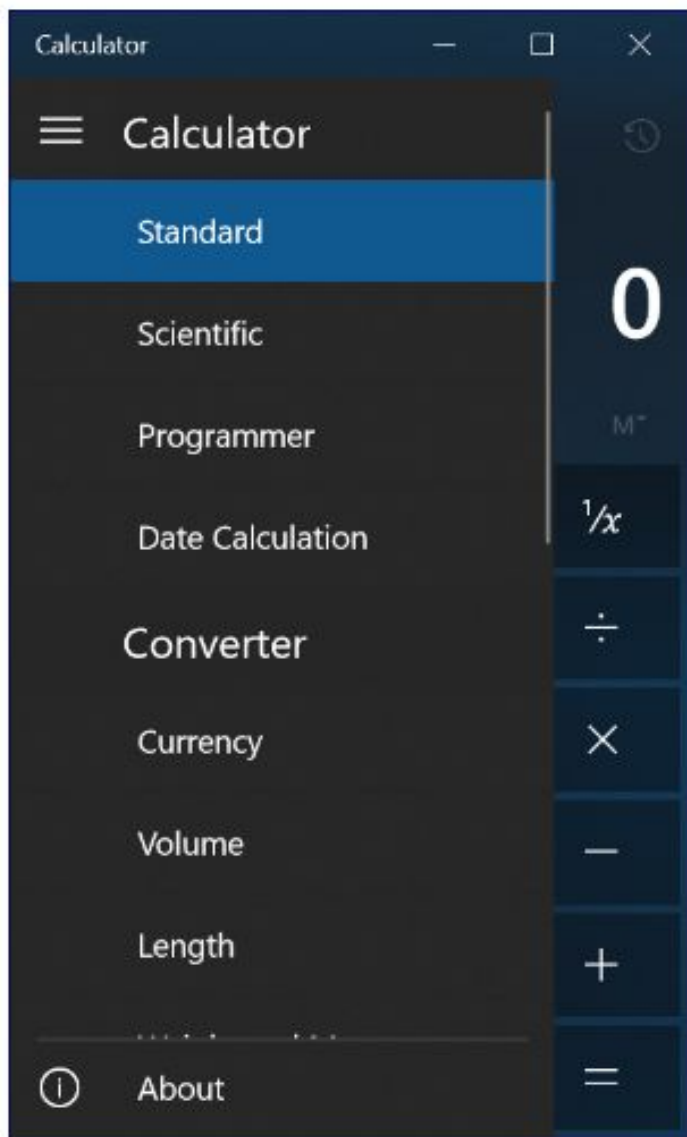 Calculator
Calculator
Standard
0
Scientific
Programmer
M˅
Date Calculation
¹/x
Converter
÷
Currency
×
Volume
−
Length
+
About
=